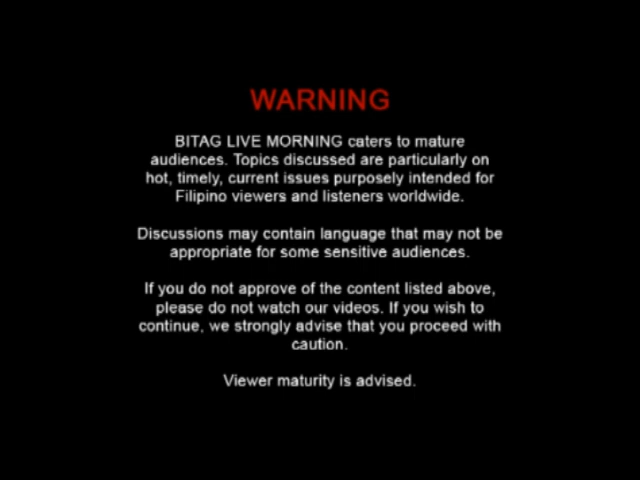 WARNING
BITAG LIVE MORNING caters to mature
audiences. Topics discussed are particularly on
hot, timely, current issues purposely intended for
Filipino viewers and listeners worldwide.
Discussions may contain language that may not be
appropriate for some sensitive audiences.
If you do not approve of the content listed above,
please do not watch our videos. If you wish to
continue, we strongly advise that you proceed with
caution.
Viewer maturity is advised.